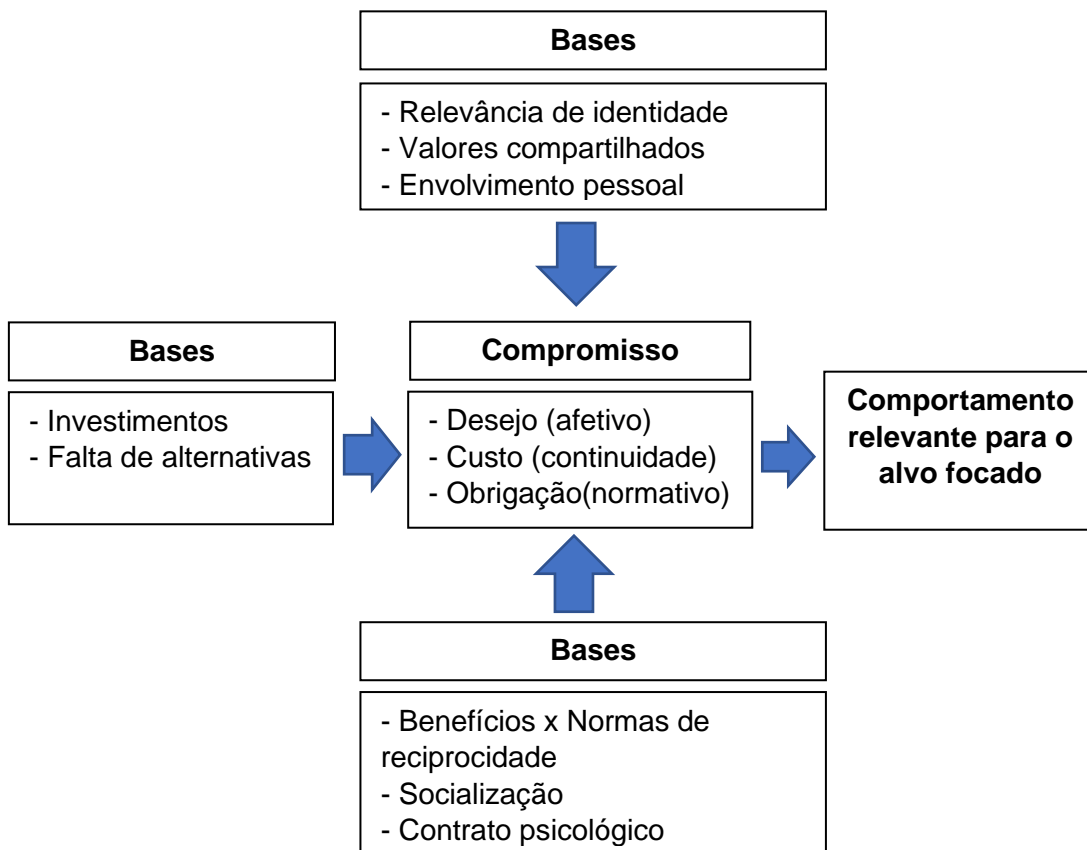 Bases
- Relevância de identidade
- Valores compartilhados
- Envolvimento pessoal
Bases
- Investimentos
- Falta de alternativas
Compromisso
- Desejo (afetivo)
- Custo (continuidade)
- Obrigação(normativo)
Comportamento
relevante para o
alvo focado
Bases
- Benefícios x Normas de
reciprocidade
- Socialização
- Contrato psicológico